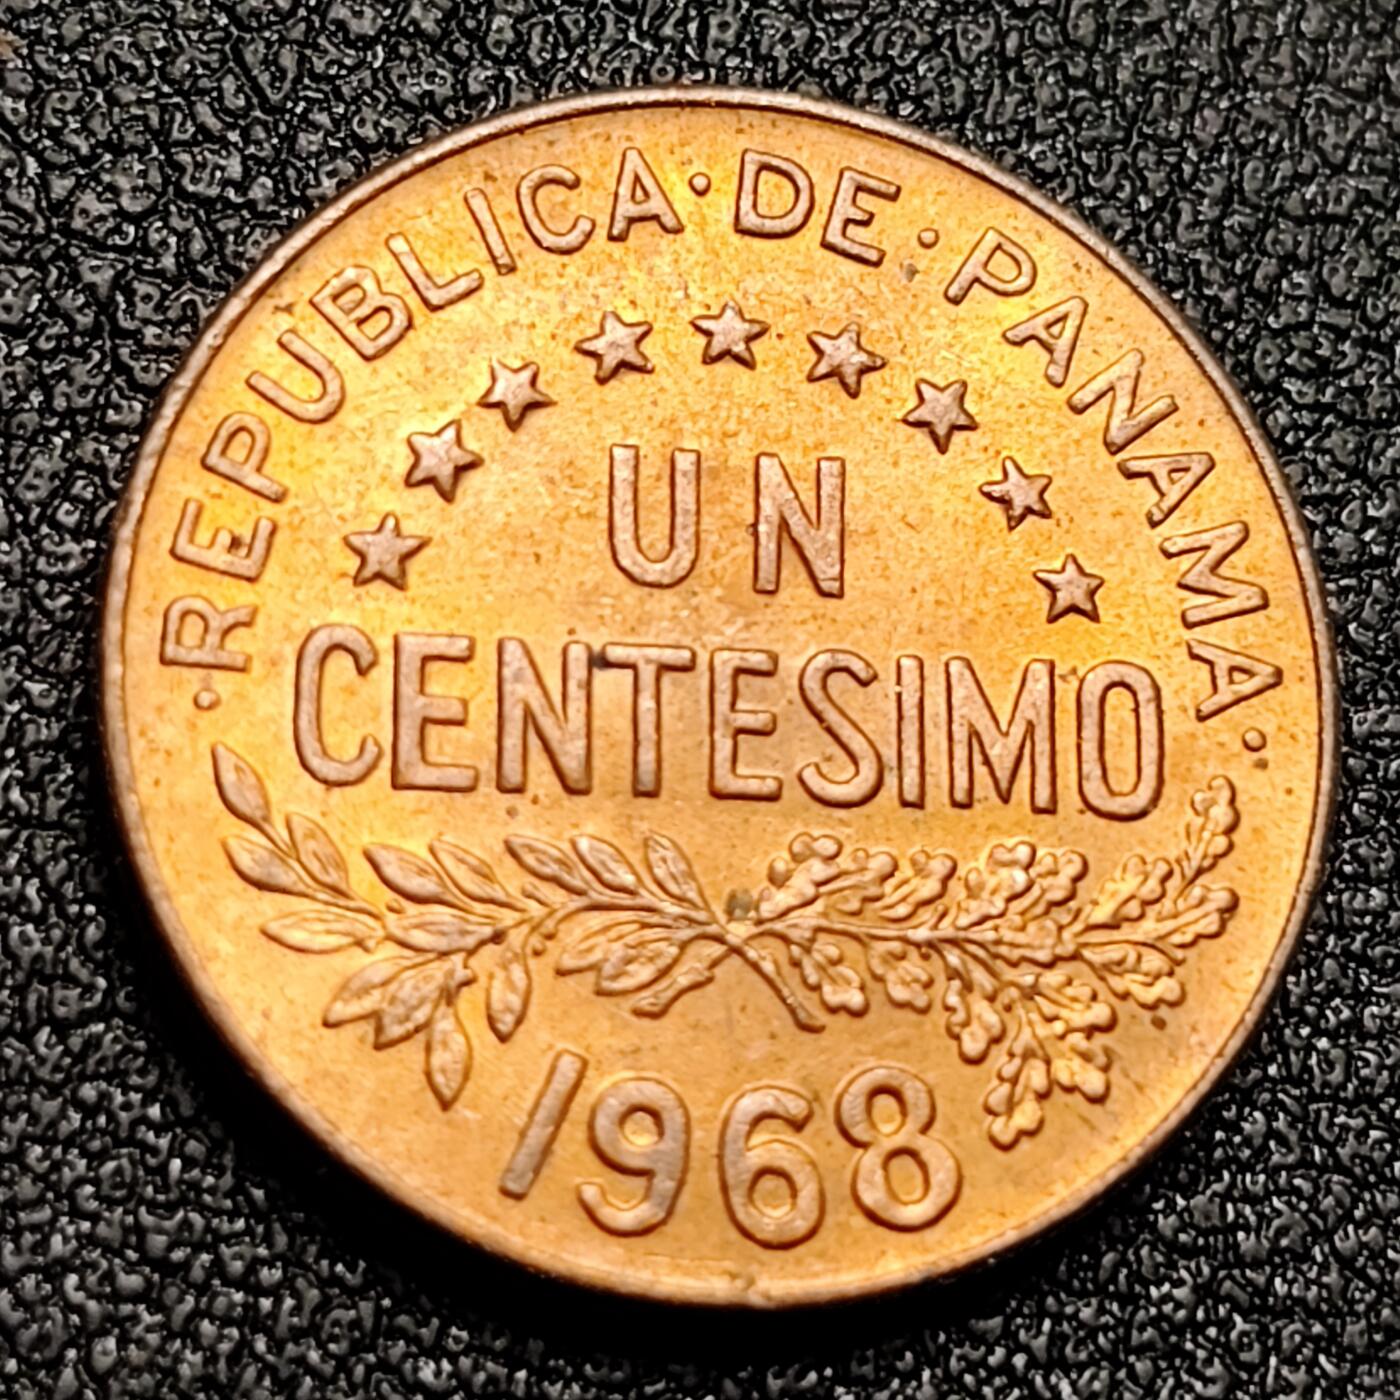 ·REPUBLICA·DE·PANAMA·
UN
CENTESIMO
1968